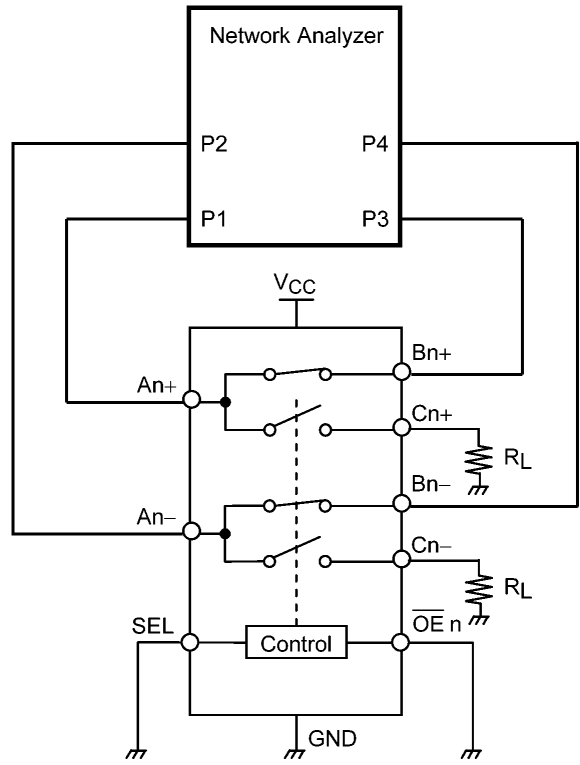 Network Analyzer
P2
P4
P1
P3
VCC
Bn+
An+
Cn+
RL
Bn−
An−
Cn−
RL
SEL
OE n
Control
GND